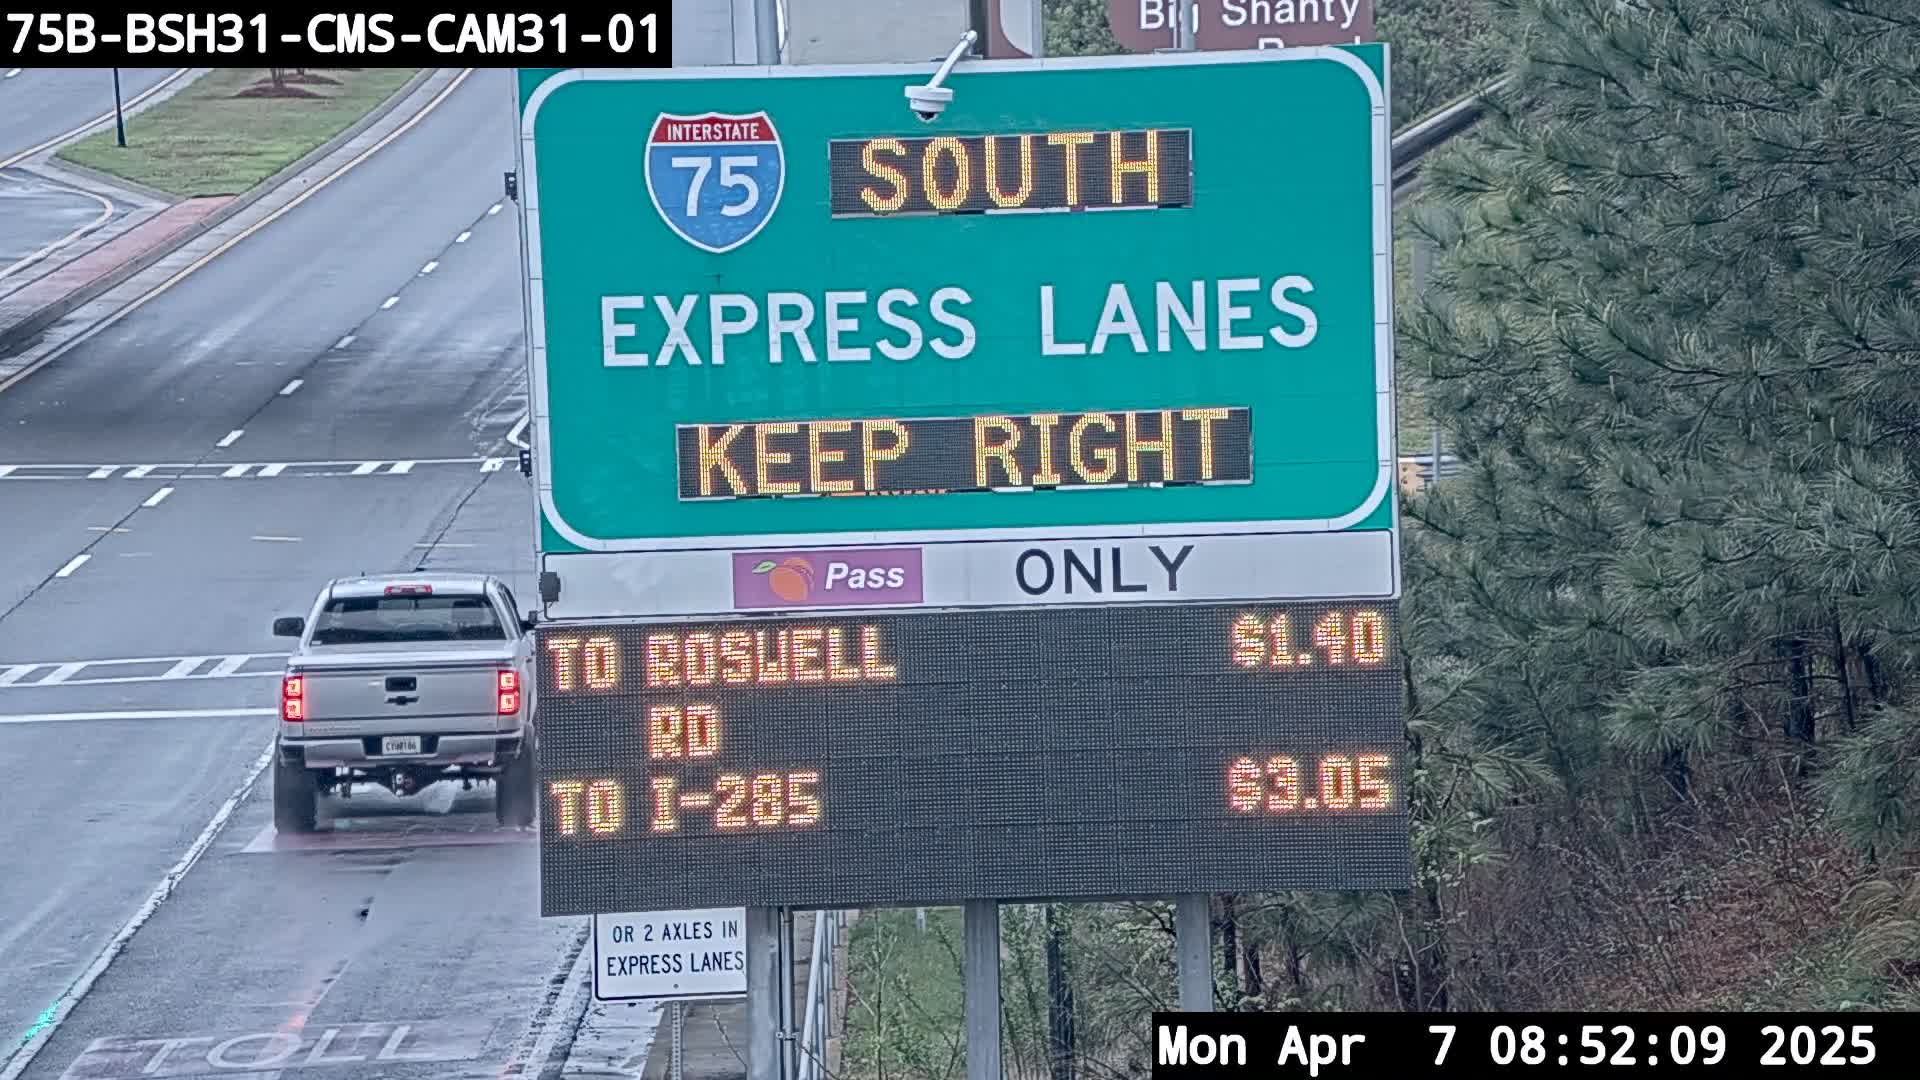 75B-BSH31-CMS-CAM31-01
Big Shanty
INTERSTATE
75
SOUTH
EXPRESS LANES
KEEP RIGHT
Pass
ONLY
TO ROSWELL $1.40
RD
TO I-285 $3.05
OR 2 AXLES IN
EXPRESS LANES
TOLL
Mon Apr 7 08:52:09 2025